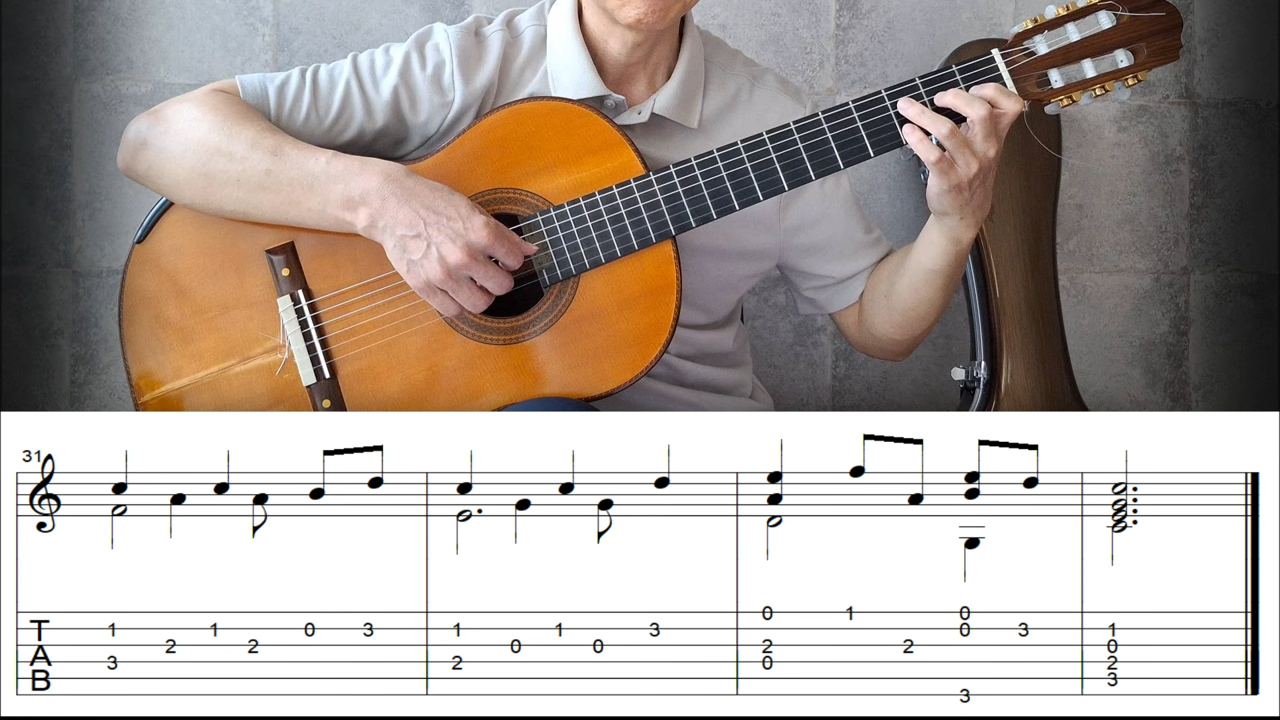 31
0 1 0
T 1 1 0 3 1 1 3 0 3 1
2 2 0 0 2 2 0
A 3 2 0 2
B 3
3